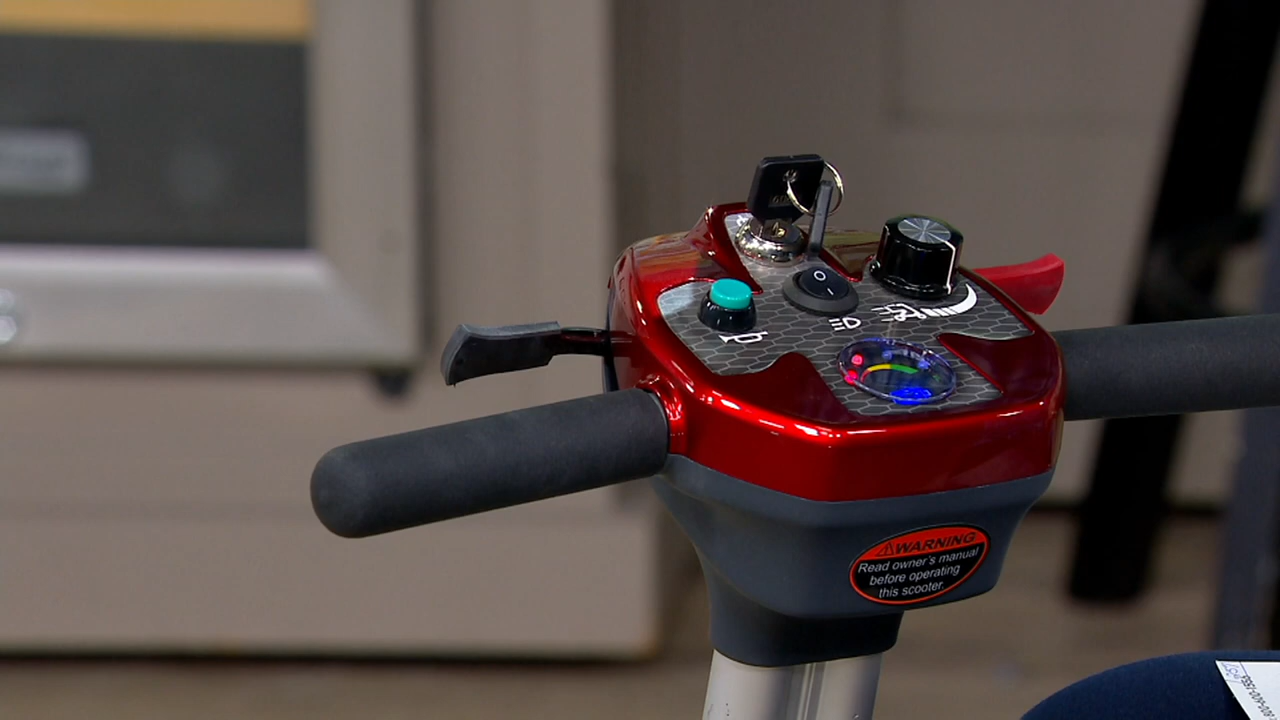 WARNING
Read owner's manual
before operating
this scooter.